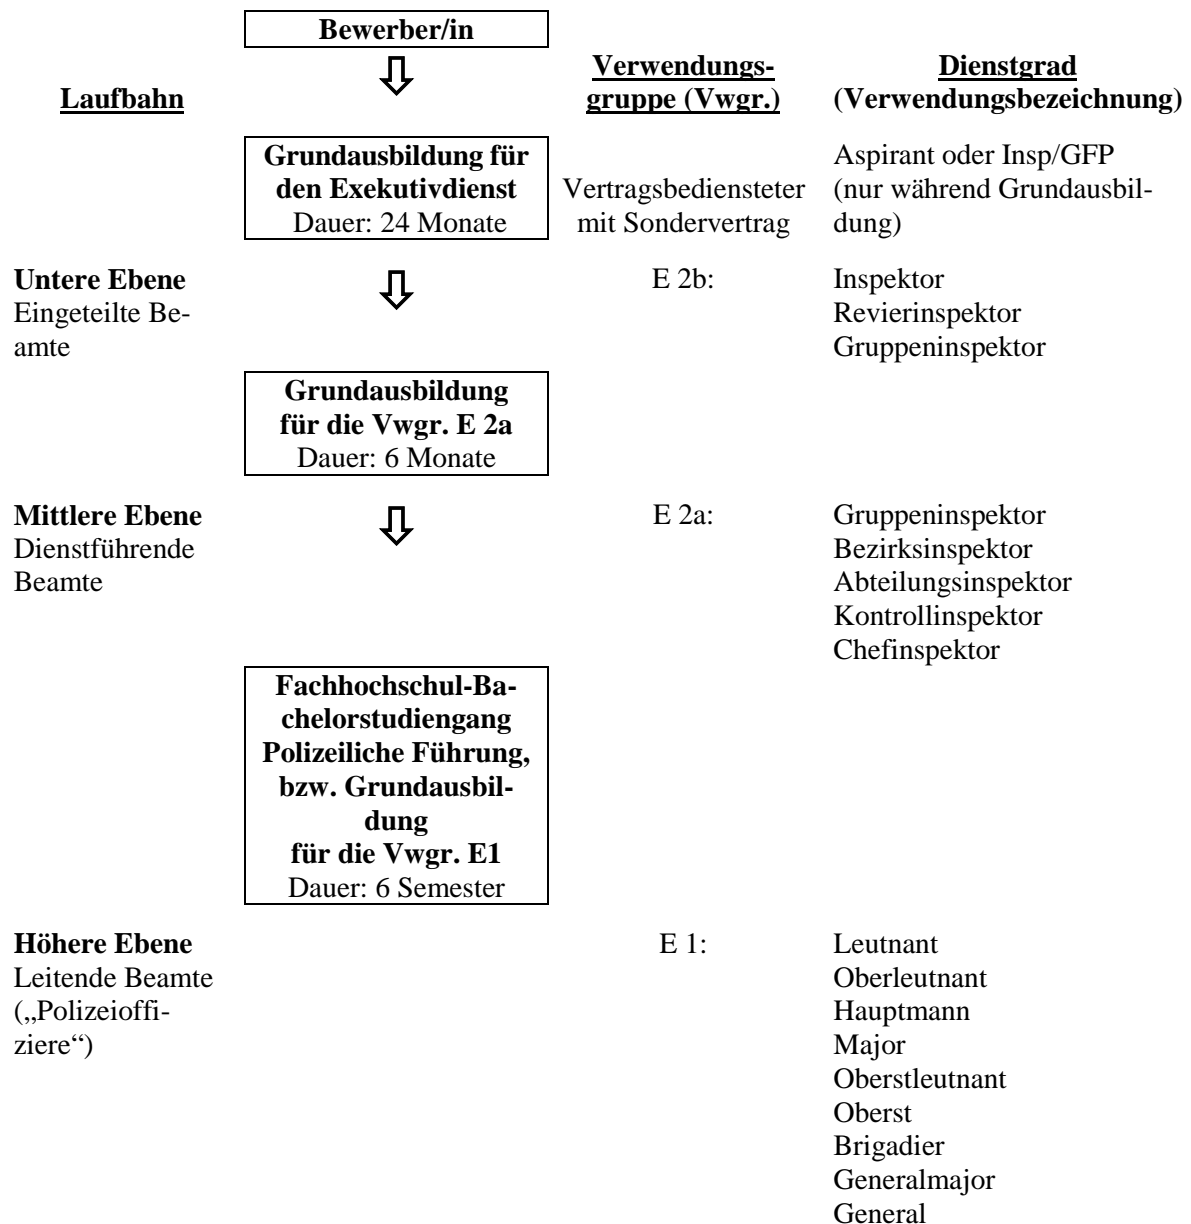 Bewerber/in
Laufbahn
Verwendungs-
gruppe (Vwgr.)
Dienstgrad
(Verwendungsbezeichnung)
Grundausbildung für
den Exekutivdienst
Dauer: 24 Monate
Vertragsbediensteter
mit Sondervertrag
Aspirant oder Insp/GFP
(nur während Grundausbil-
dung)
Untere Ebene
Eingeteilte Be-
amte
E 2b:
Inspektor
Revierinspektor
Gruppeninspektor
Grundausbildung
für die Vwgr. E 2a
Dauer: 6 Monate
Mittlere Ebene
Dienstführende
Beamte
E 2a:
Gruppeninspektor
Bezirksinspektor
Abteilungsinspektor
Kontrollinspektor
Chefinspektor
Fachhochschul-Ba-
chelorstudiengang
Polizeiliche Führung,
bzw. Grundausbil-
dung
für die Vwgr. E1
Dauer: 6 Semester
Höhere Ebene
Leitende Beamte
(„Polizeioffi-
ziere“)
E 1:
Leutnant
Oberleutnant
Hauptmann
Major
Oberstleutnant
Oberst
Brigadier
Generalmajor
General